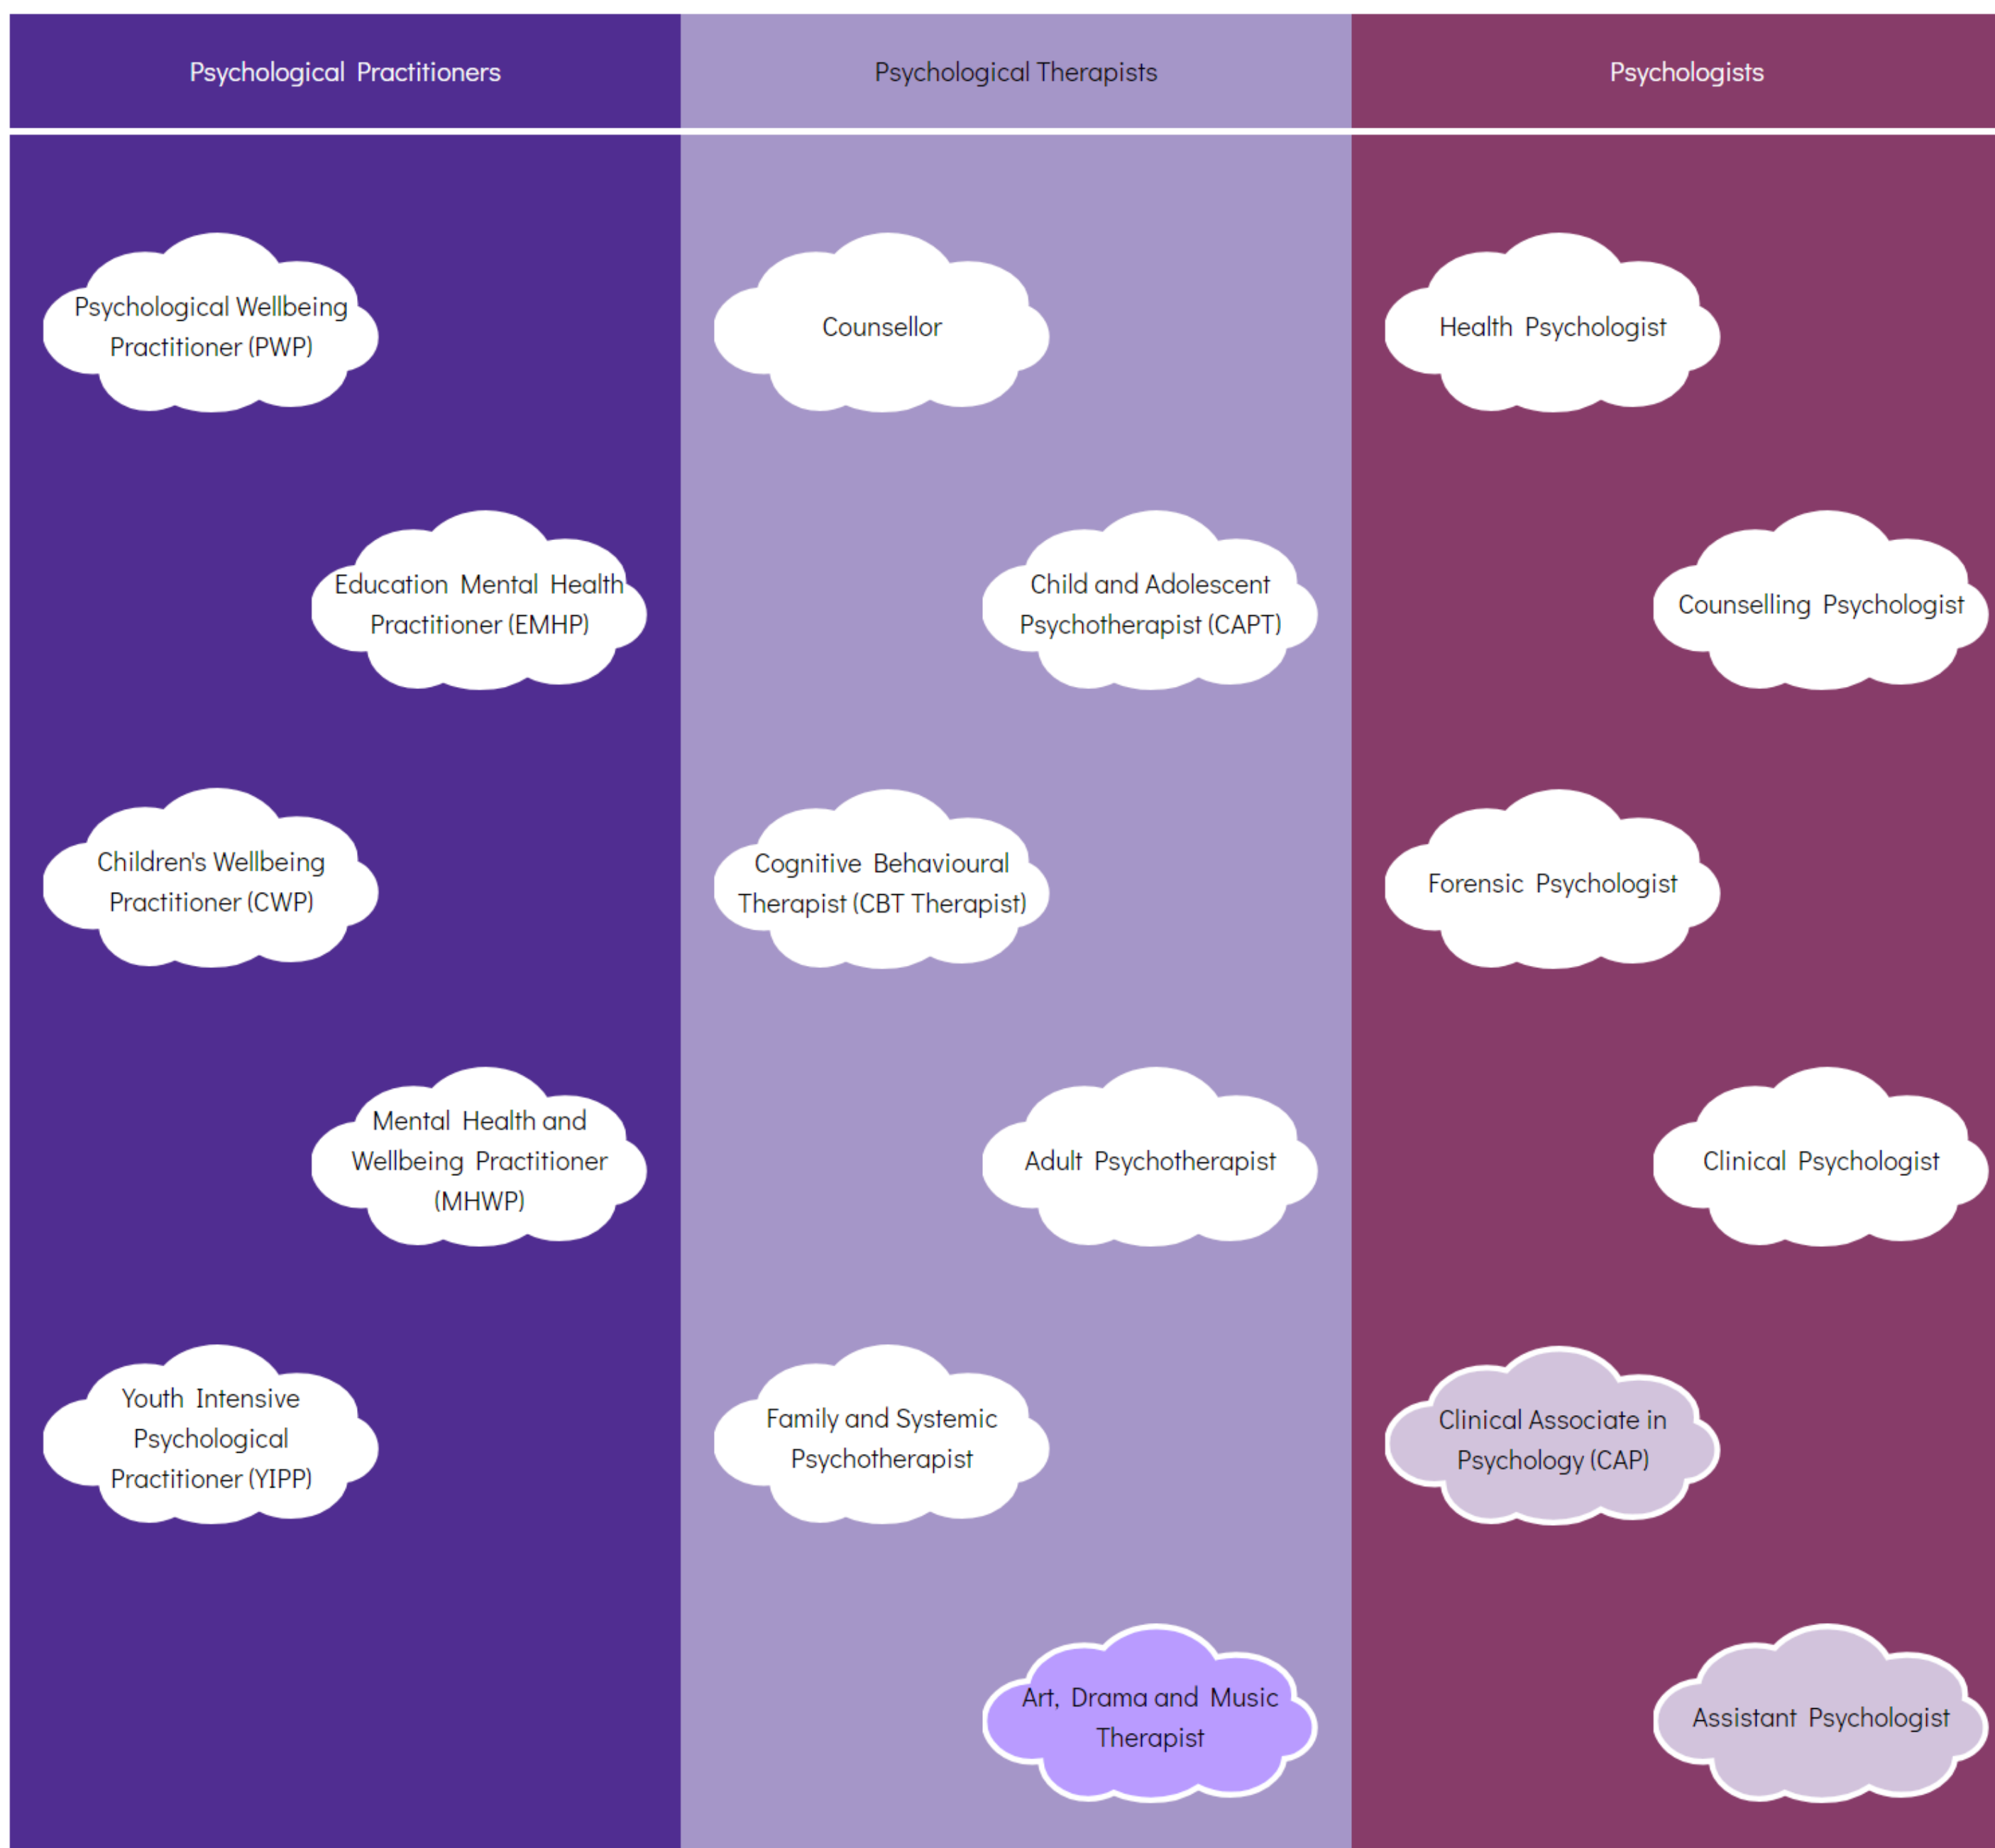 Psychological Practitioners
Psychological Therapists
Psychologists
Psychological Wellbeing
Practitioner (PWP)
Counsellor
Health Psychologist
Education Mental Health
Practitioner (EMHP)
Child and Adolescent
Psychotherapist (CAPT)
Counselling Psychologist
Children's Wellbeing
Practitioner (CWP)
Cognitive Behavioural
Therapist (CBT Therapist)
Forensic Psychologist
Mental Health and
Wellbeing Practitioner
(MHWP)
Adult Psychotherapist
Clinical Psychologist
Youth Intensive
Psychological
Practitioner (YIPP)
Family and Systemic
Psychotherapist
Clinical Associate in
Psychology (CAP)
Art, Drama and Music
Therapist
Assistant Psychologist